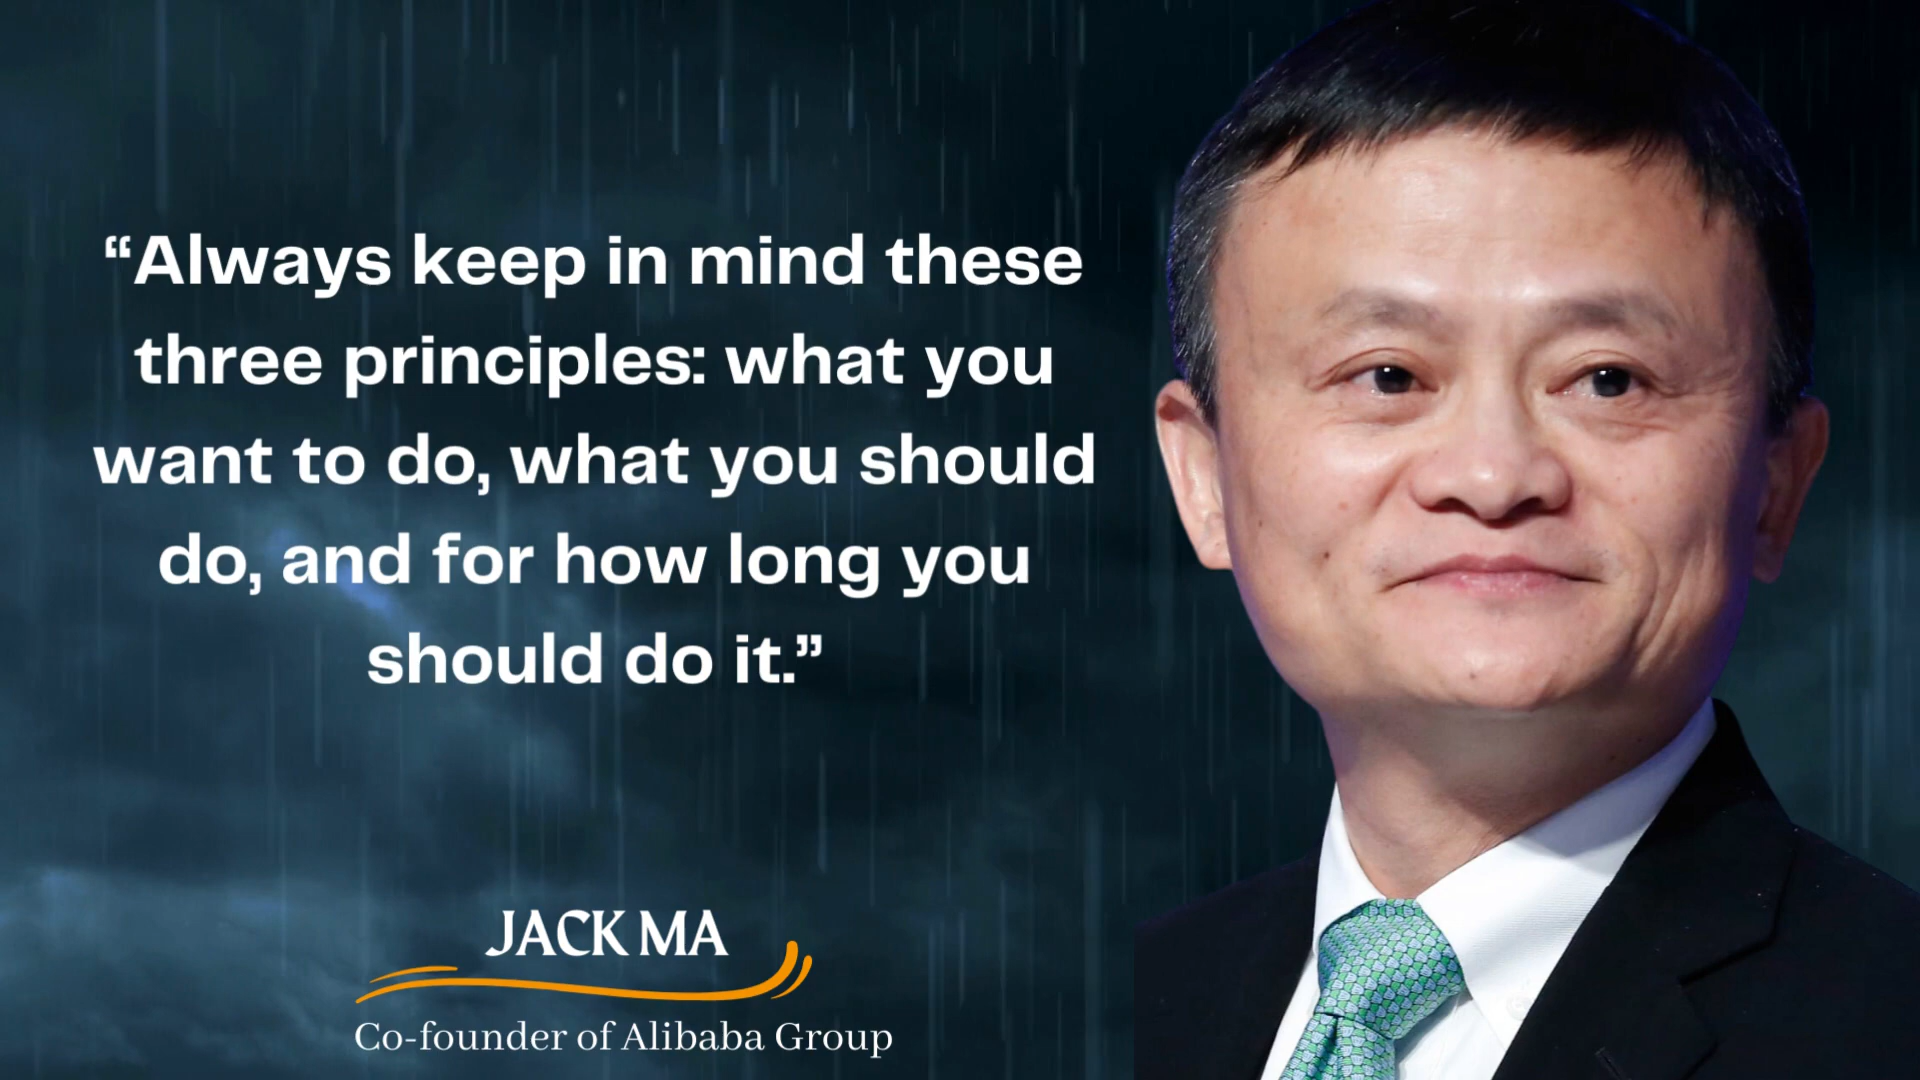 “Always keep in mind these
three principles: what you
want to do, what you should
do, and for how long you
should do it.”
JACK MA
Co-founder of Alibaba Group